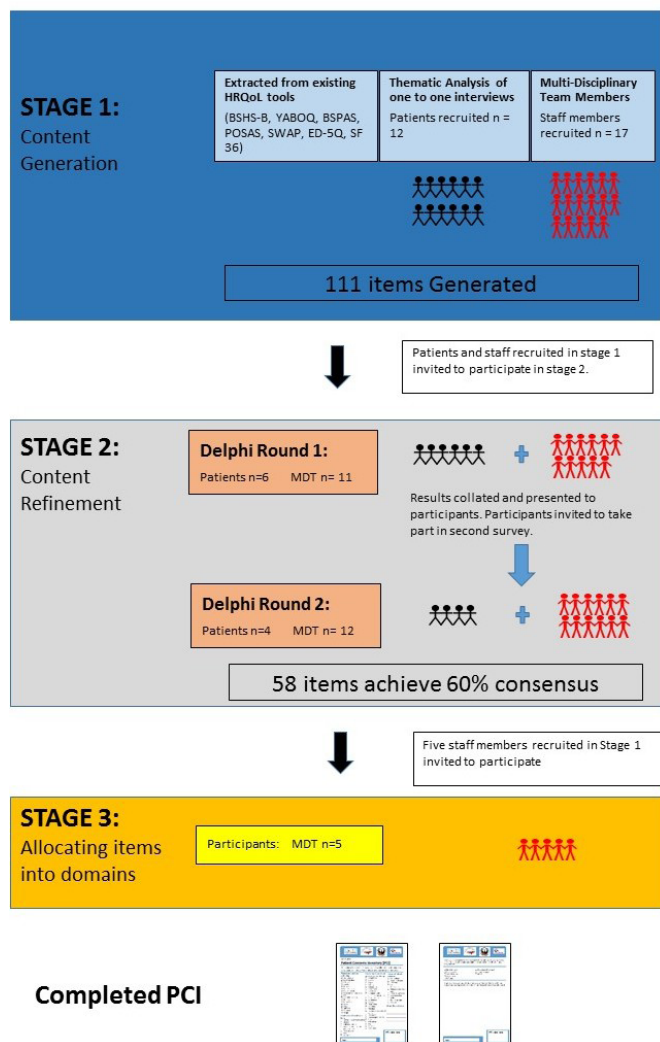 STAGE 1:
Content
Generation
Extracted from existing
HRQoL tools
(BSHS-B, YABOQ, BSPAS,
POSAS, SWAP, ED-5Q, SF
36)
Thematic Analysis of
one to one interviews
Patients recruited n =
12
Multi-Disciplinary
Team Members
Staff members
recruited n = 17
111 items Generated
Patients and staff recruited in stage 1
invited to participate in stage 2.
STAGE 2:
Content
Refinement
Delphi Round 1:
Patients n=6 MDT n= 11
Results collated and presented to
participants. Participants invited to take
part in second survey.
Delphi Round 2:
Patients n=4 MDT n= 12
58 items achieve 60% consensus
Five staff members recruited in Stage 1
invited to participate
STAGE 3:
Allocating items
into domains
Participants: MDT n=5
Completed PCI